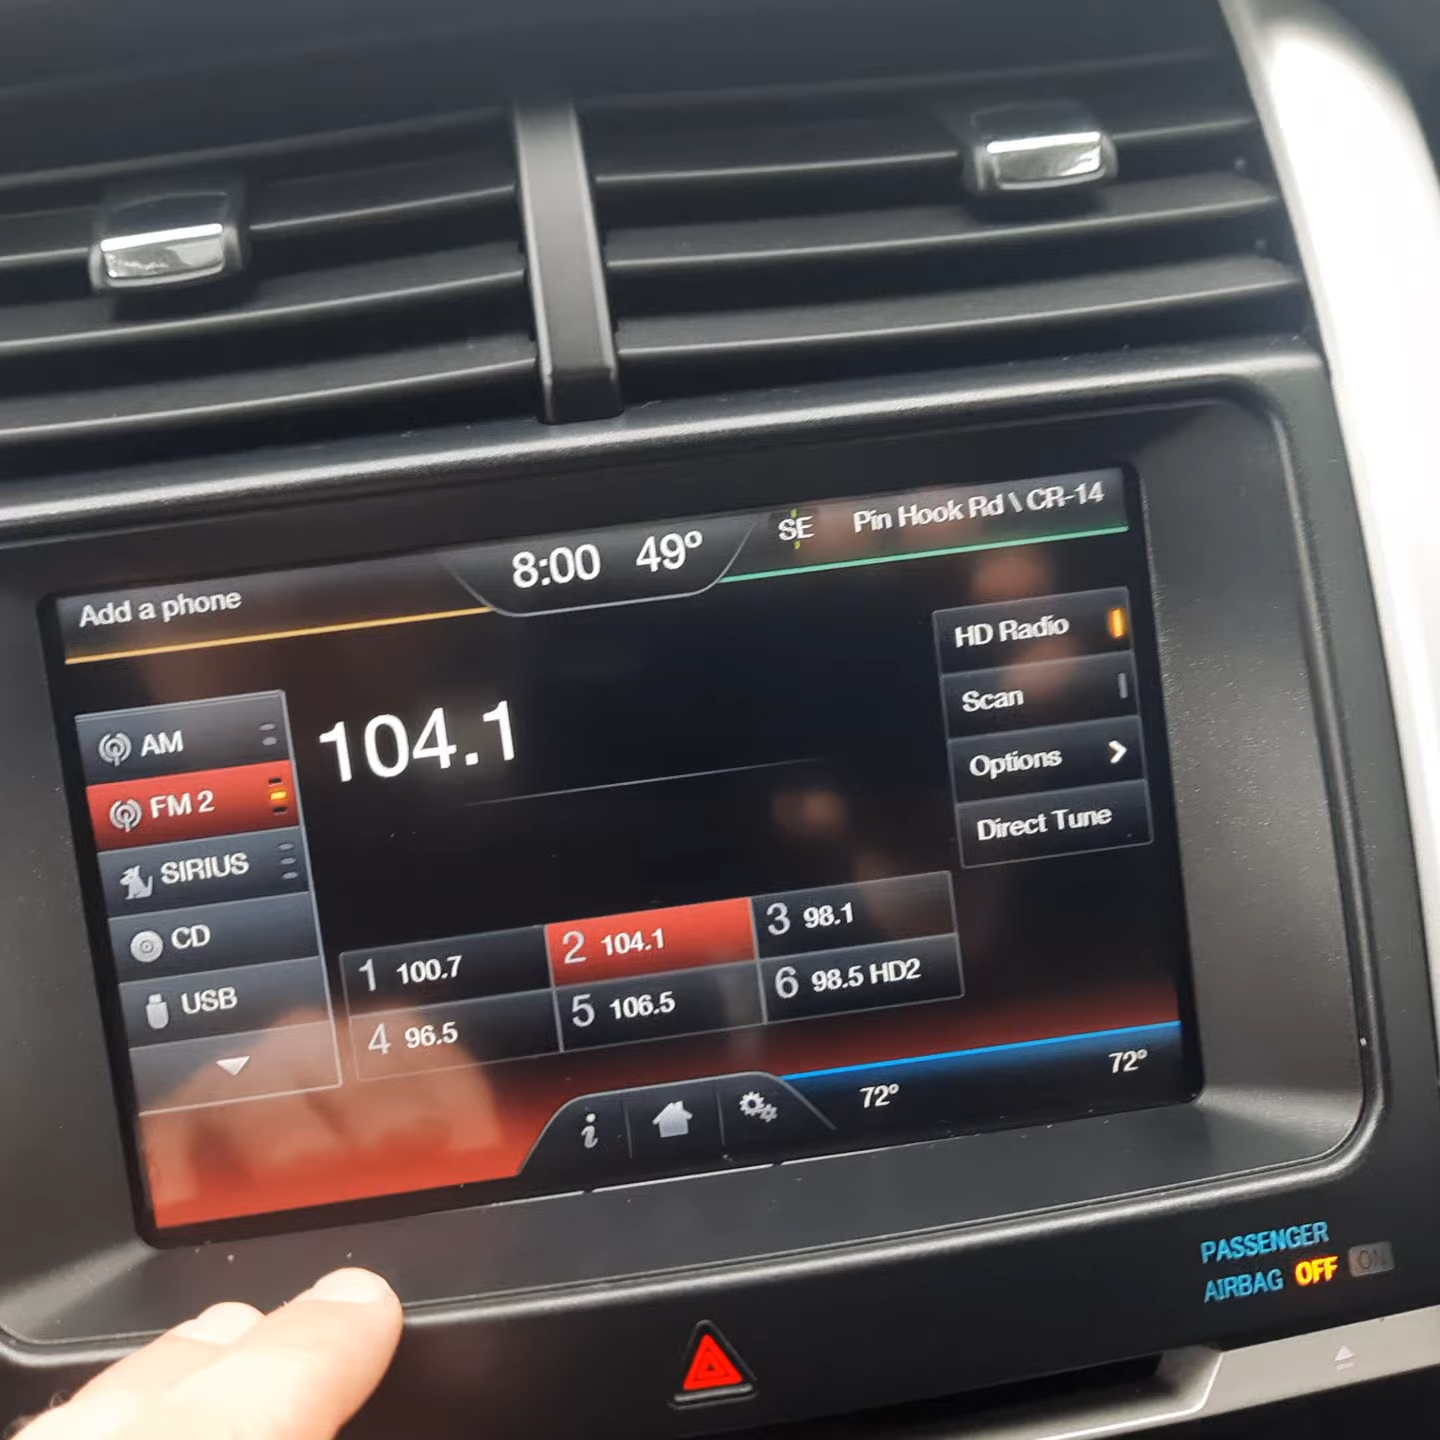 Add a phone
8:00 49°
SE
Pin Hook Rd \ CR-14
AM
FM 2
SIRIUS
CD
USB
104.1
HD Radio
Scan
Options
Direct Tune
1 100.7
2 104.1
3 98.1
4 96.5
5 106.5
6 98.5 HD2
i
72°
72°
PASSENGER
AIRBAG OFF ON